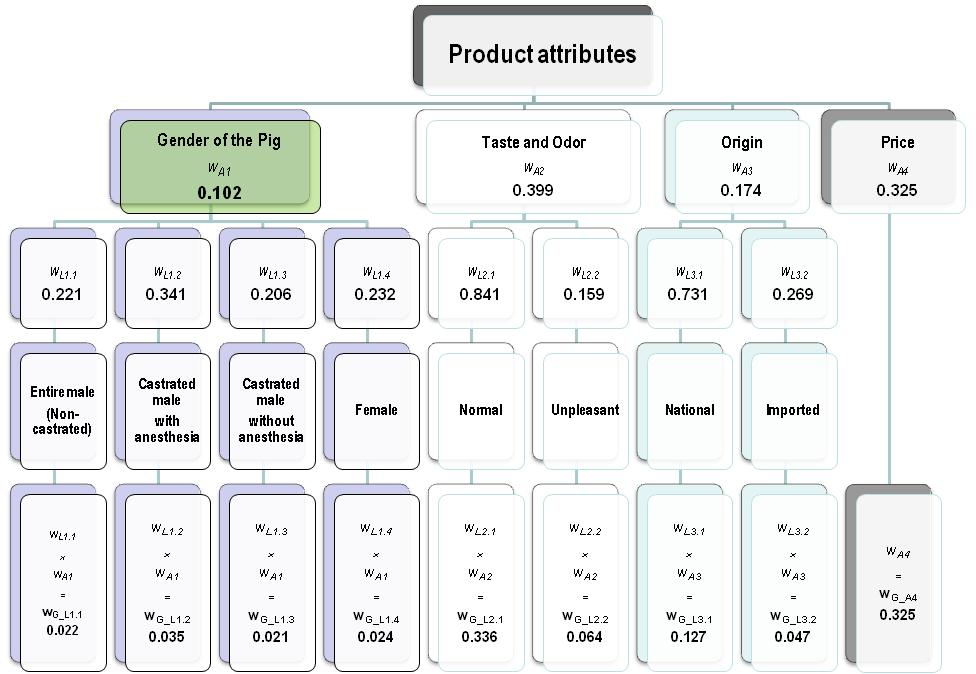 Product attributes
Gender of the Pig
wA1
0.102
Taste and Odor
wA2
0.399
Origin
wA3
0.174
Price
wA4
0.325
wL1.1
0.221
wL1.2
0.341
wL1.3
0.206
wL1.4
0.232
wL2.1
0.841
wL2.2
0.159
wL3.1
0.731
wL3.2
0.269
Entire male
(Non-
castrated)
Castrated
male
with
anesthesia
Castrated
male
without
anesthesia
Female
Normal
Unpleasant
National
Imported
wL1.1
×
wA1
=
wG_L1.1
0.022
wL1.2
×
wA1
=
wG_L1.2
0.035
wL1.3
×
wA1
=
wG_L1.3
0.021
wL1.4
×
wA1
=
wG_L1.4
0.024
wL2.1
×
wA2
=
wG_L2.1
0.336
wL2.2
×
wA2
=
wG_L2.2
0.064
wL3.1
×
wA3
=
wG_L3.1
0.127
wL3.2
×
wA3
=
wG_L3.2
0.047
wA4
=
wG_A4
0.325